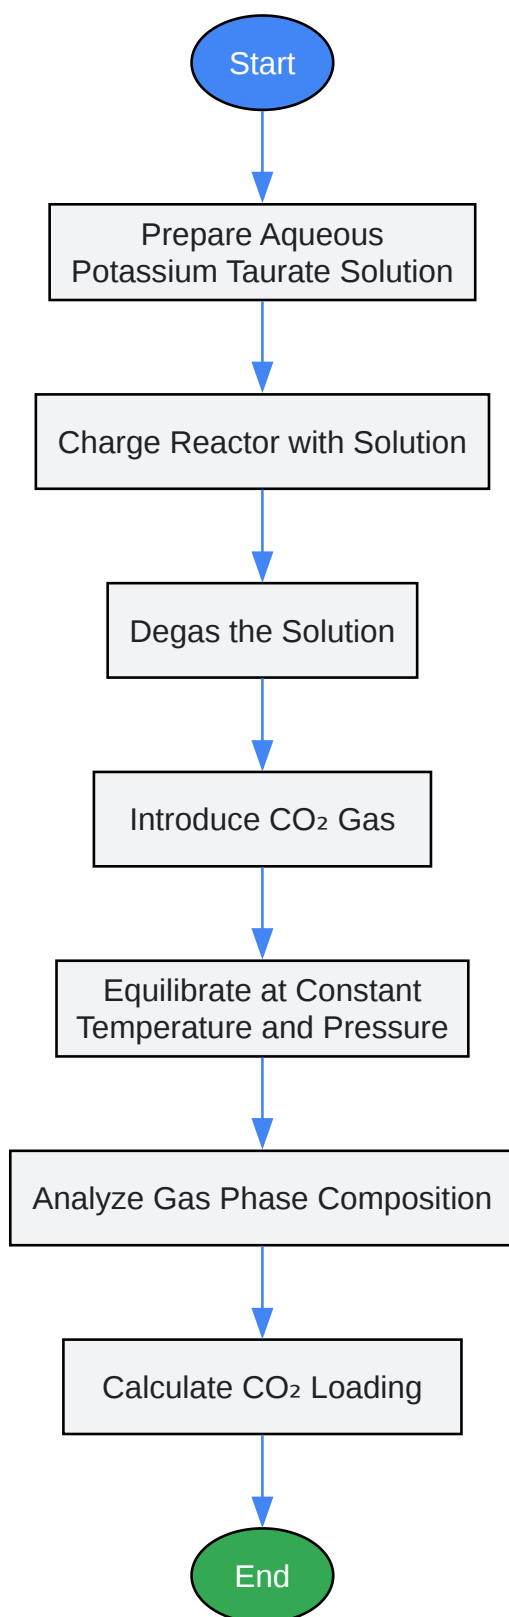 Start
Prepare Aqueous
Potassium Taurate Solution
Charge Reactor with Solution
Degas the Solution
Introduce CO₂ Gas
Equilibrate at Constant
Temperature and Pressure
Analyze Gas Phase Composition
Calculate CO₂ Loading
End